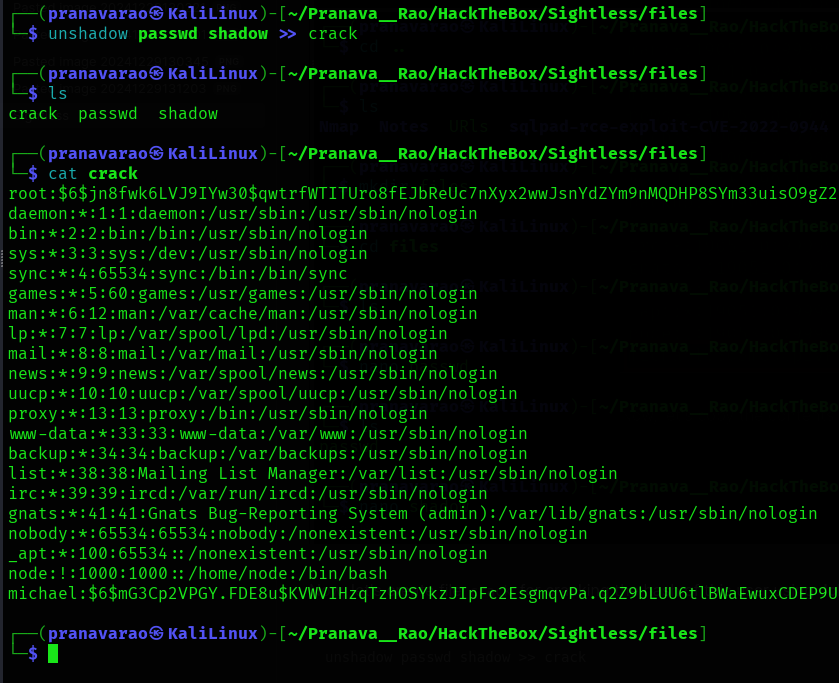 ┌──(pranavarao㉿KaliLinux)-[~/Pranava__Rao/HackTheBox/Sightless/files]
└─$ unshadow passwd shadow >> crack
┌──(pranavarao㉿KaliLinux)-[~/Pranava__Rao/HackTheBox/Sightless/files]
└─$ ls
crack passwd shadow
┌──(pranavarao㉿KaliLinux)-[~/Pranava__Rao/HackTheBox/Sightless/files]
└─$ cat crack
root:$6$jn8fwk6LVJ9IYw30$qwtrfWTITUro8fEJbReUc7nXyx2wwJsnYdZYm9nMQDHP8SYm33uisO9gZ2
daemon:*:1:1:daemon:/usr/sbin:/usr/sbin/nologin
bin:*:2:2:bin:/bin:/usr/sbin/nologin
sys:*:3:3:sys:/dev:/usr/sbin/nologin
sync:*:4:65534:sync:/bin:/bin/sync
games:*:5:60:games:/usr/games:/usr/sbin/nologin
man:*:6:12:man:/var/cache/man:/usr/sbin/nologin
lp:*:7:7:lp:/var/spool/lpd:/usr/sbin/nologin
mail:*:8:8:mail:/var/mail:/usr/sbin/nologin
news:*:9:9:news:/var/spool/news:/usr/sbin/nologin
uucp:*:10:10:uucp:/var/spool/uucp:/usr/sbin/nologin
proxy:*:13:13:proxy:/bin:/usr/sbin/nologin
www-data:*:33:33:www-data:/var/www:/usr/sbin/nologin
backup:*:34:34:backup:/var/backups:/usr/sbin/nologin
list:*:38:38:Mailing List Manager:/var/list:/usr/sbin/nologin
irc:*:39:39:ircd:/var/run/ircd:/usr/sbin/nologin
gnats:*:41:41:Gnats Bug-Reporting System (admin):/var/lib/gnats:/usr/sbin/nologin
nobody:*:65534:65534:nobody:/nonexistent:/usr/sbin/nologin
_apt:*:100:65534::/nonexistent:/usr/sbin/nologin
node:!:1000:1000::/home/node:/bin/bash
michael:$6$mG3Cp2VPGY.FDE8u$KVWVIHzqTzhOSYkzJIpFc2EsgmqvPa.q2Z9bLUU6tlBWaEwuxCDEP9U
┌──(pranavarao㉿KaliLinux)-[~/Pranava__Rao/HackTheBox/Sightless/files]
└─$